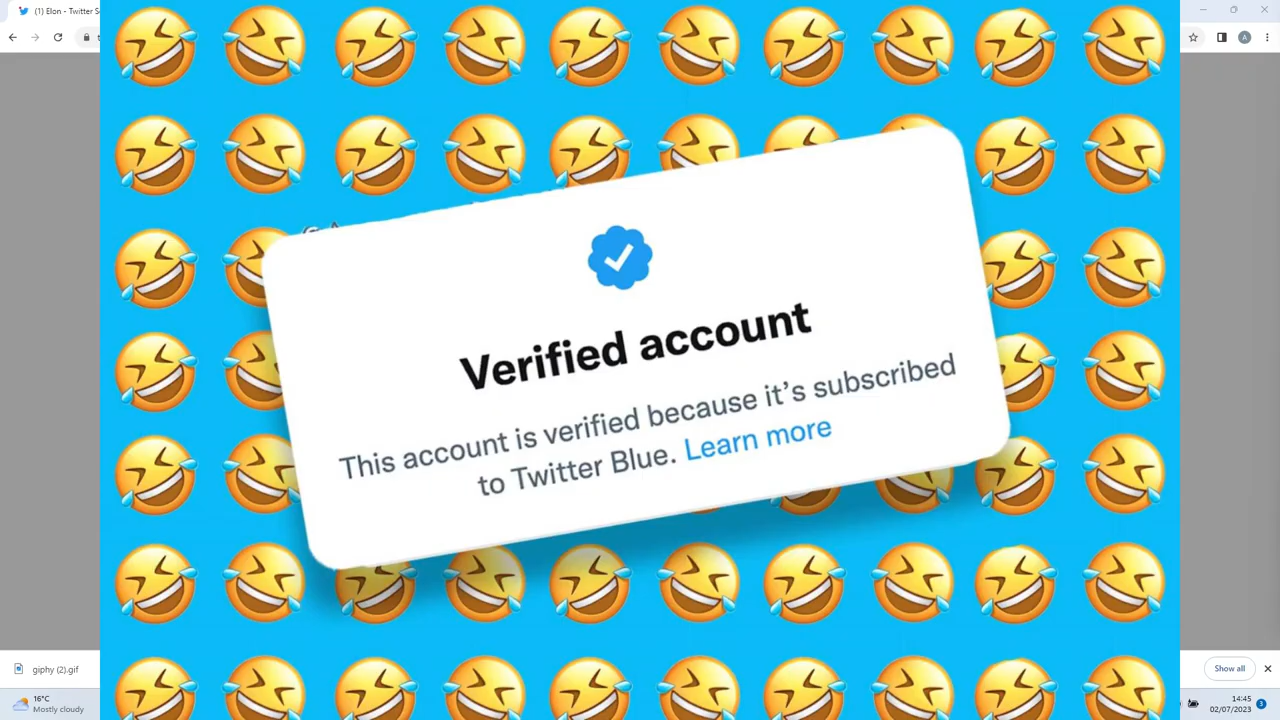 (1) Elon - Twitter S
Verified account
This account is verified because it’s subscribed
to Twitter Blue. Learn more
giphy (2).gif
Show all
16°C
Mostly cloudy
14:45
02/07/2023
3
A